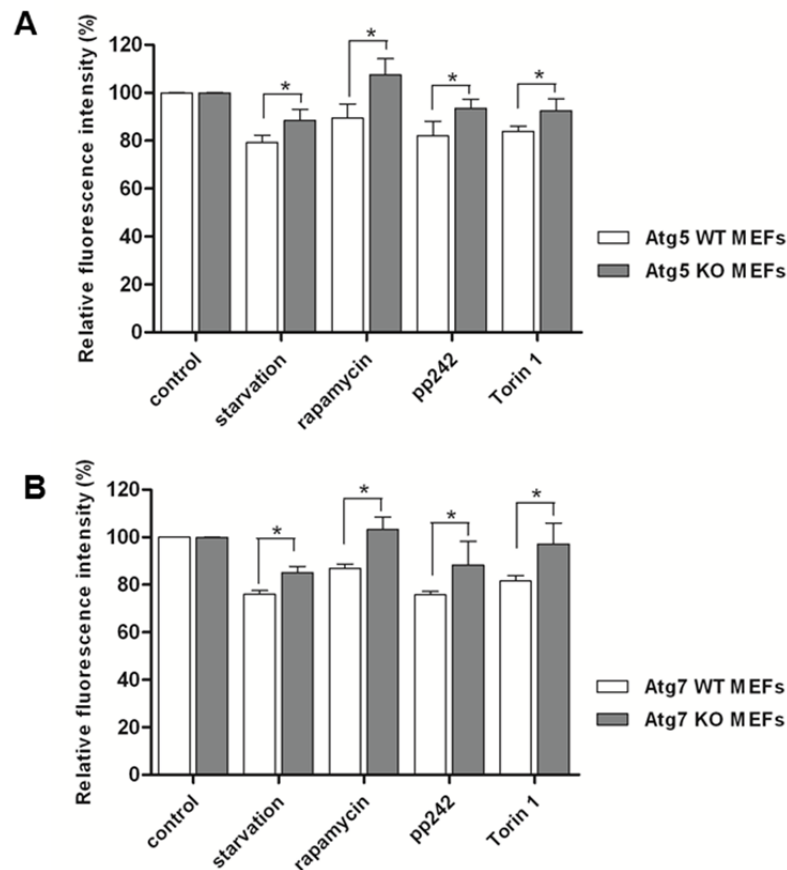 A
Relative fluorescence intensity (%)
120
100
80
60
40
20
0
* * * *
control
starvation
rapamycin
pp242
Torin 1
Atg5 WT MEFs
Atg5 KO MEFs
B
Relative fluorescence intensity (%)
120
100
80
60
40
20
0
* * * *
control
starvation
rapamycin
pp242
Torin 1
Atg7 WT MEFs
Atg7 KO MEFs